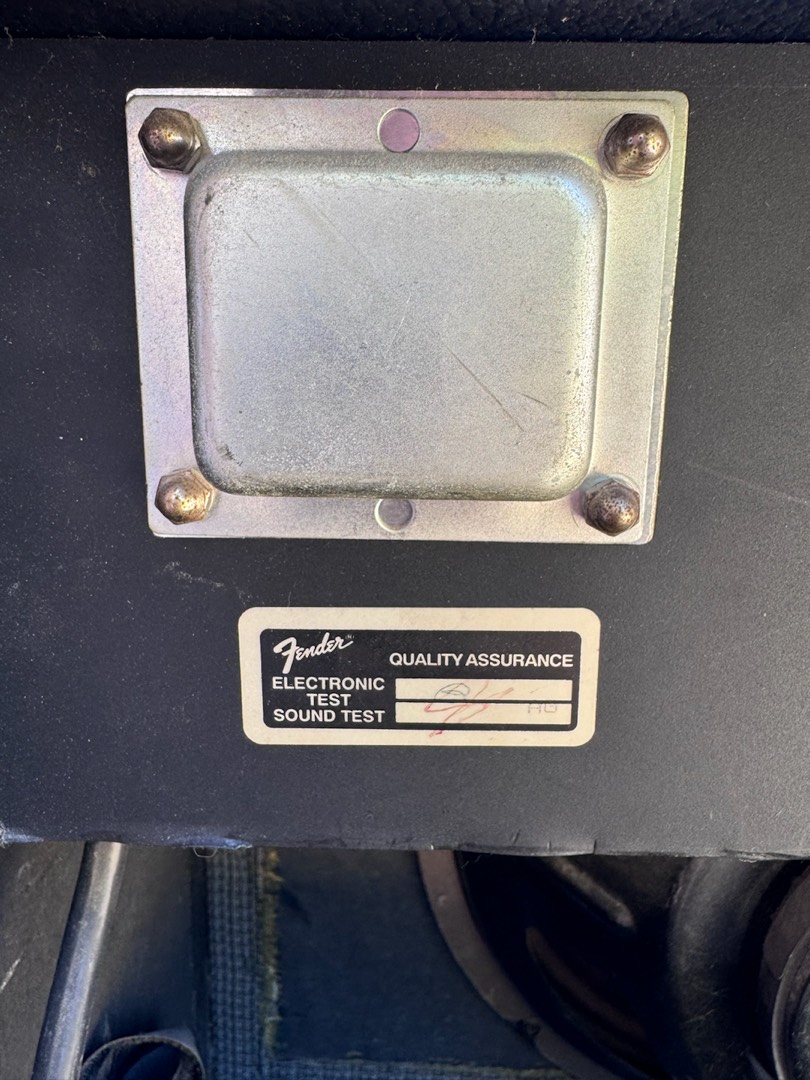 Fender®
QUALITY ASSURANCE
ELECTRONIC
TEST
SOUND TEST